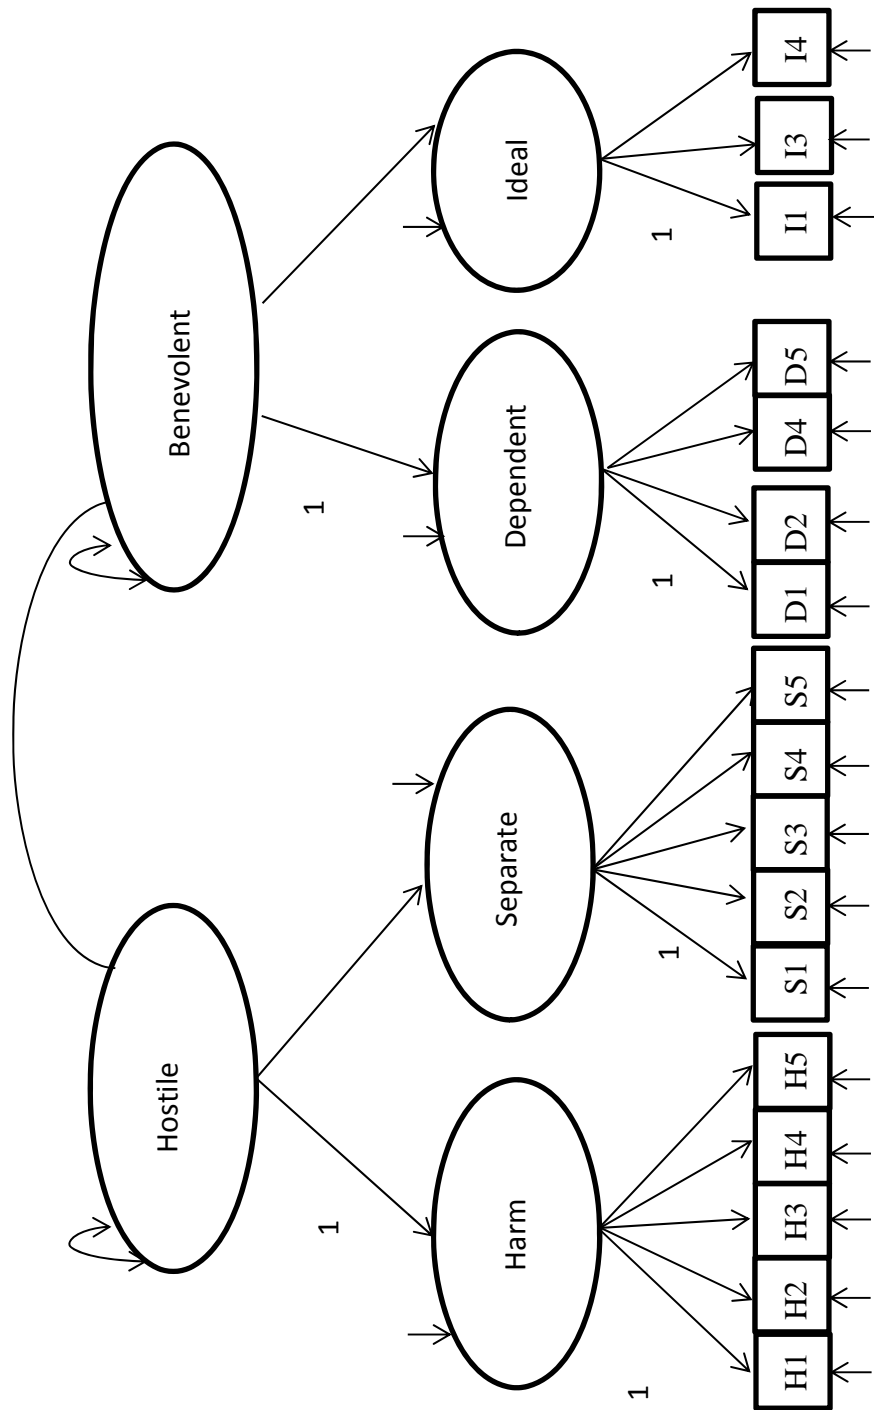 Hostile
Benevolent
1
1
Harm
Separate
Dependent
Ideal
1
1
1
1
H1
H2
H3
H4
H5
S1
S2
S3
S4
S5
D1
D2
D4
D5
I1
I3
I4